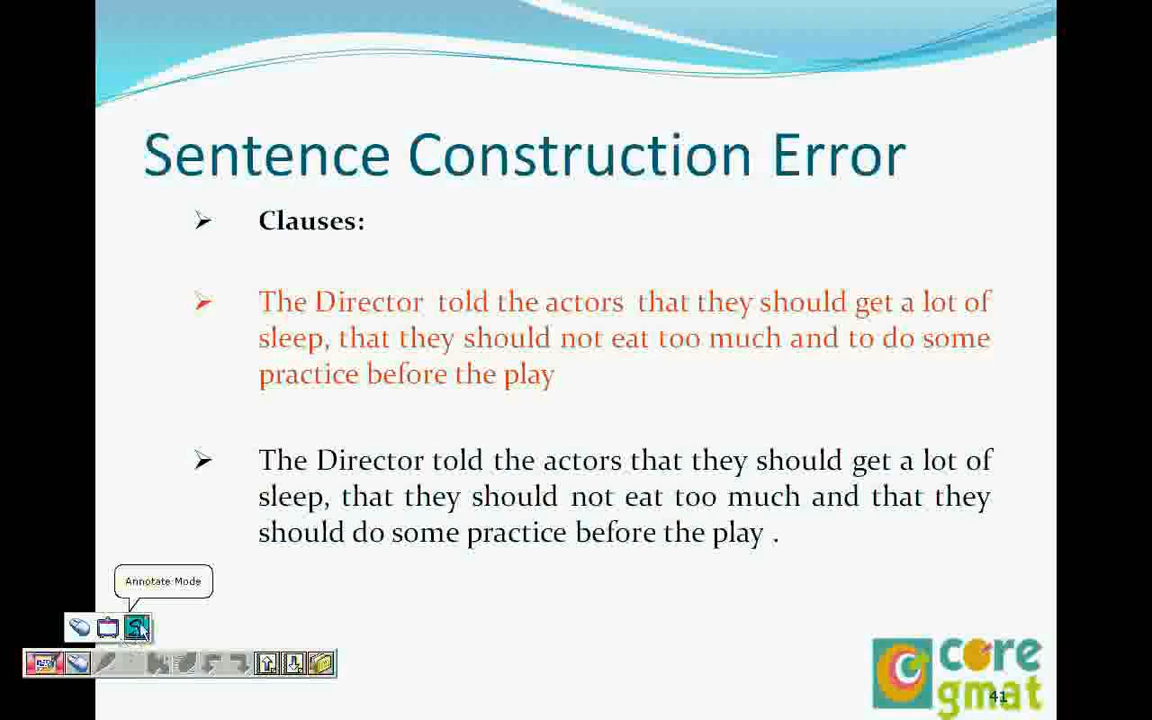 Sentence Construction Error
Clauses:
The Director told the actors that they should get a lot of
sleep, that they should not eat too much and to do some
practice before the play
The Director told the actors that they should get a lot of
sleep, that they should not eat too much and that they
should do some practice before the play .
Annotate Mode
core
gmat
41